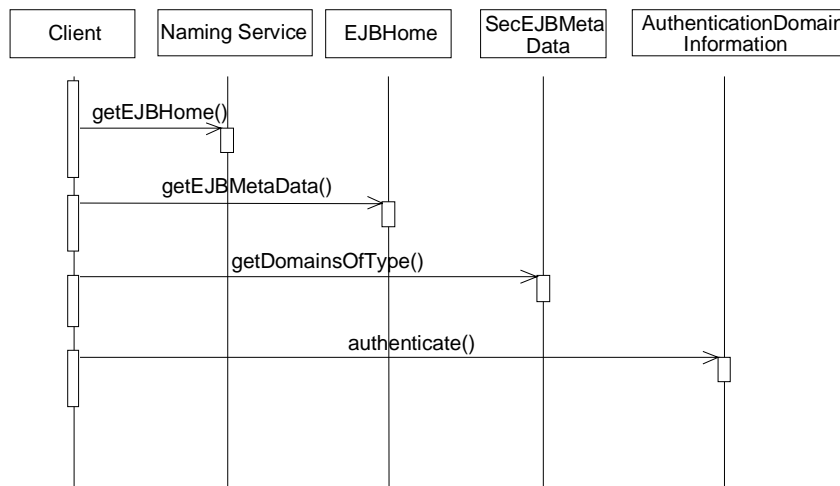 Client
Naming Service
EJBHome
SecEJBMeta
Data
AuthenticationDomain
Information
getEJBHome()
getEJBMetaData()
getDomainsOfType()
authenticate()